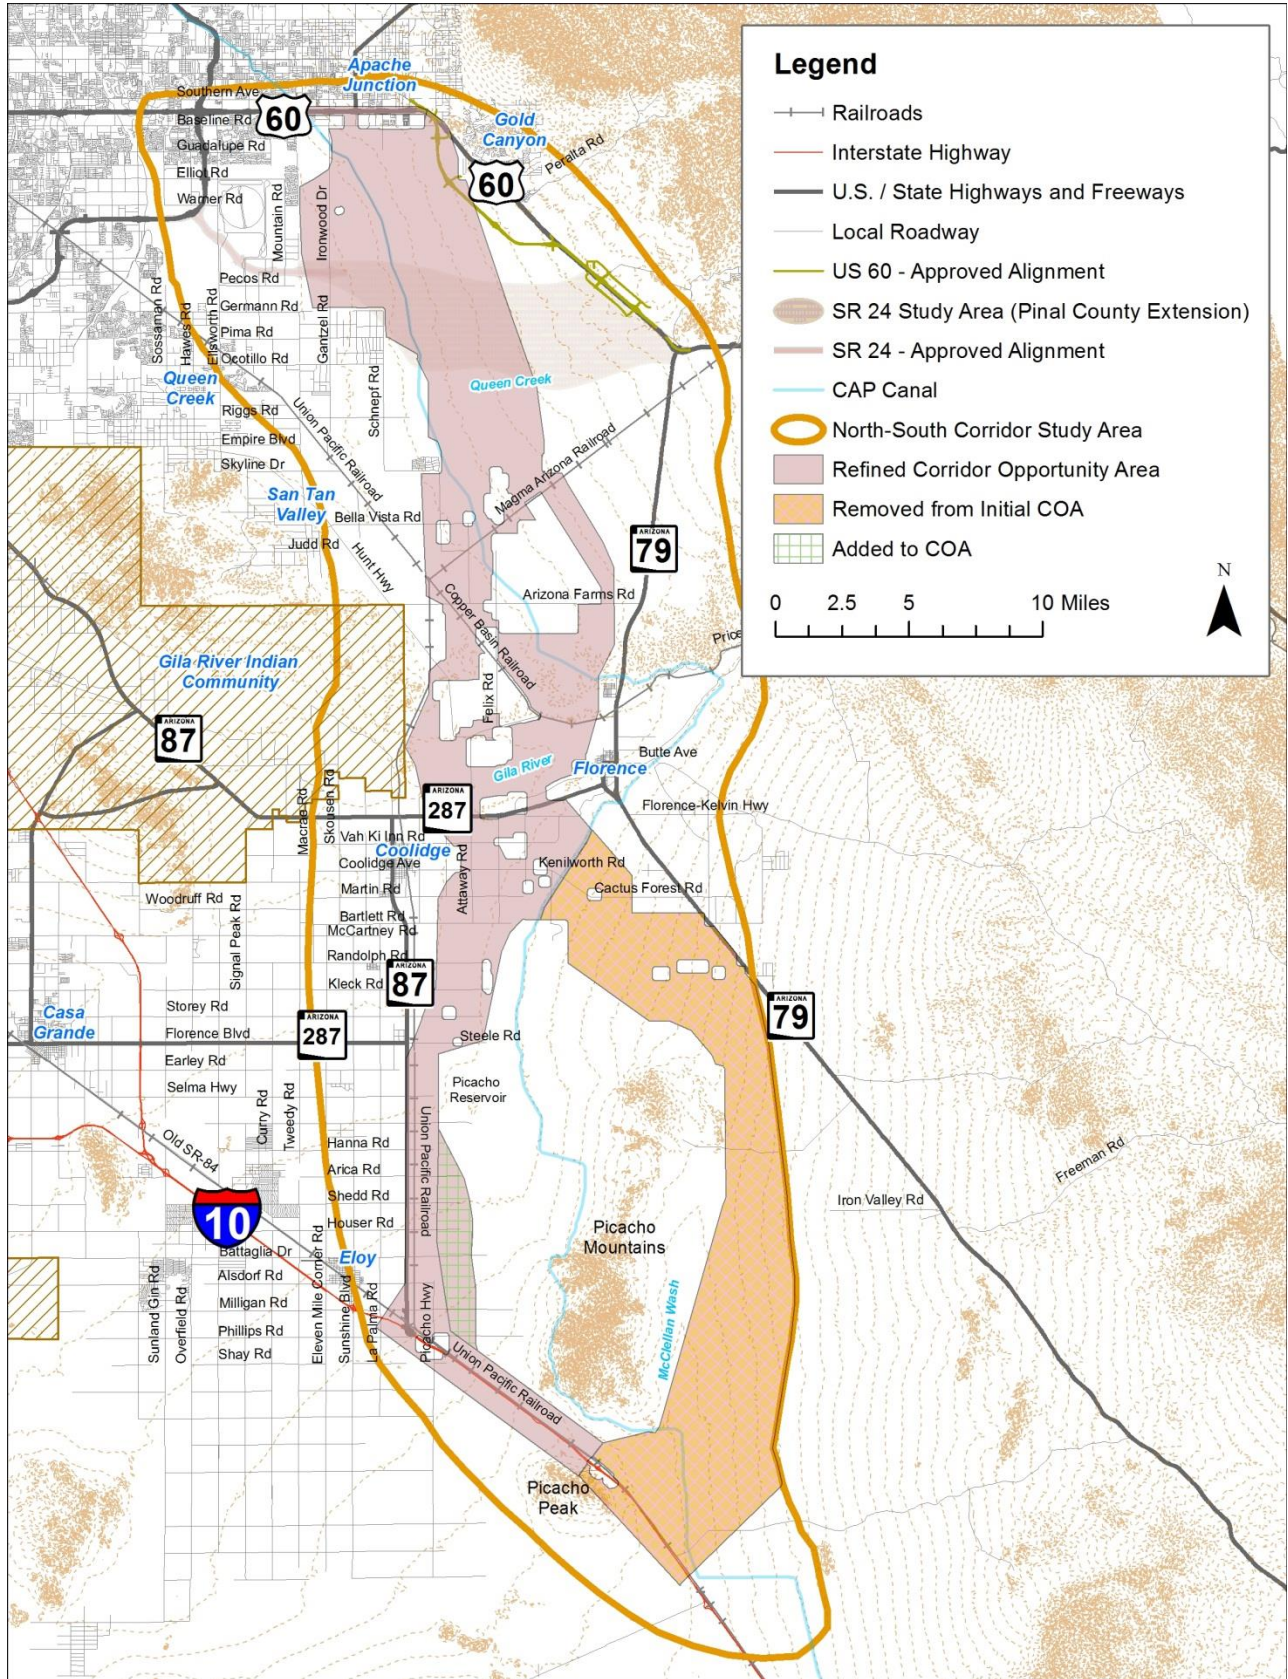 Legend
Railroads
Interstate Highway
U.S. / State Highways and Freeways
Local Roadway
US 60 - Approved Alignment
SR 24 Study Area (Pinal County Extension)
SR 24 - Approved Alignment
CAP Canal
North-South Corridor Study Area
Refined Corridor Opportunity Area
Removed from Initial COA
Added to COA
0 2.5 5 10 Miles
N
Apache
Junction
Southern Ave
Baseline Rd
60
Gold
Canyon
Guadalupe Rd
Elliot Rd
Warner Rd
60
Peralta Rd
Mountain Rd
Ironwood Dr
Pecos Rd
Germann Rd
Sossaman Rd
Hawes Rd
Ellsworth Rd
Gantzel Rd
Pima Rd
Ocotillo Rd
Queen
Creek
Queen Creek
Schnepf Rd
Riggs Rd
Union Pacific Railroad
Empire Blvd
Skyline Dr
Magma Arizona Railroad
San Tan
Valley
Bella Vista Rd
Judd Rd
Hunt Hwy
ARIZONA
79
Arizona Farms Rd
Copper Basin Railroad
Price
Gila River Indian
Community
Felix Rd
ARIZONA
87
Butte Ave
Gila River
Florence
ARIZONA
287
Florence-Kelvin Hwy
Macrae Rd
Skousen Rd
Vah Ki Inn Rd
Coolidge
Coolidge Ave
Attaway Rd
Kenilworth Rd
Martin Rd
Cactus Forest Rd
Woodruff Rd
Signal Peak Rd
Bartlett Rd
McCartney Rd
Randolph Rd
Kleck Rd
ARIZONA
87
Storey Rd
Casa
Grande
Florence Blvd
ARIZONA
287
ARIZONA
79
Steele Rd
Earley Rd
Selma Hwy
Picacho
Reservoir
Curry Rd
Tweedy Rd
Old SR-84
Union Pacific Railroad
Hanna Rd
Arica Rd
Shedd Rd
Houser Rd
Freeman Rd
Iron Valley Rd
10
Picacho
Mountains
Battaglia Dr
Eloy
Alsdorf Rd
Milligan Rd
Phillips Rd
Shay Rd
Sunland Gin Rd
Overfield Rd
Eleven Mile Corner Rd
Sunshine Blvd
La Palma Rd
Picacho Hwy
McClellan Wash
Union Pacific Railroad
Picacho
Peak